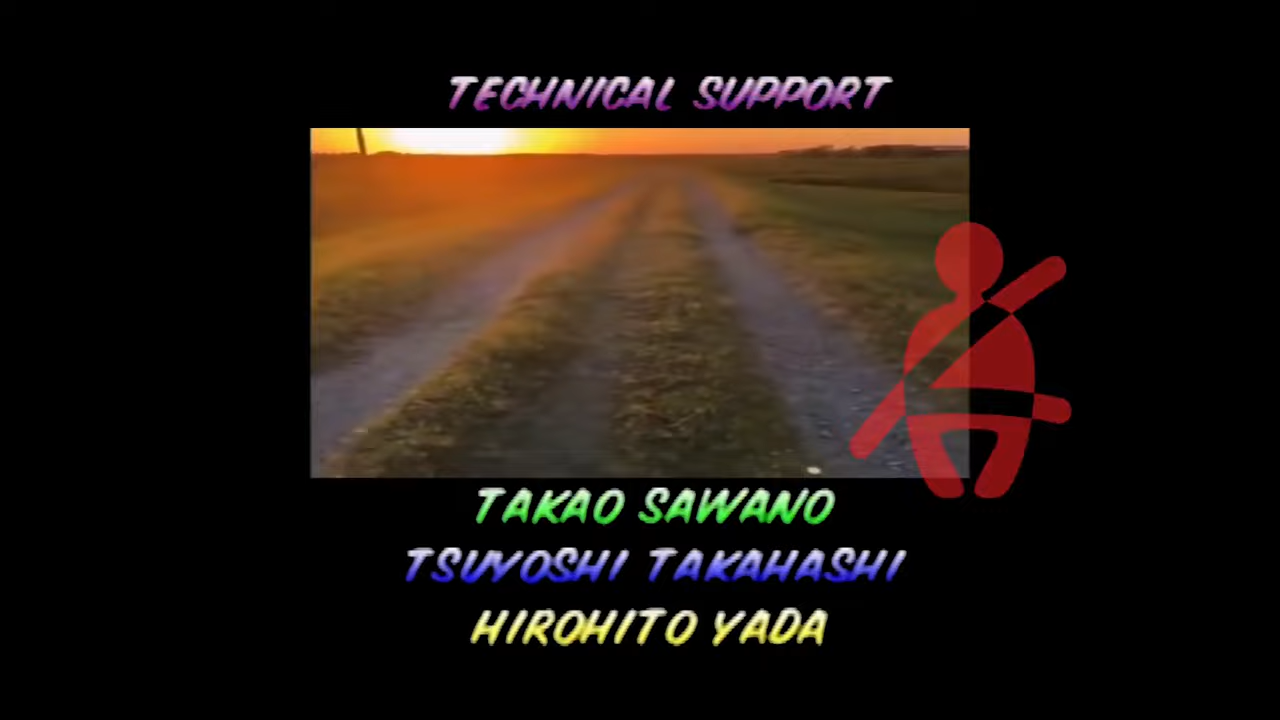 TECHNICAL SUPPORT
TAKAO SAWANO
TSUYOSHI TAKAHASHI
HIROHITO YADA